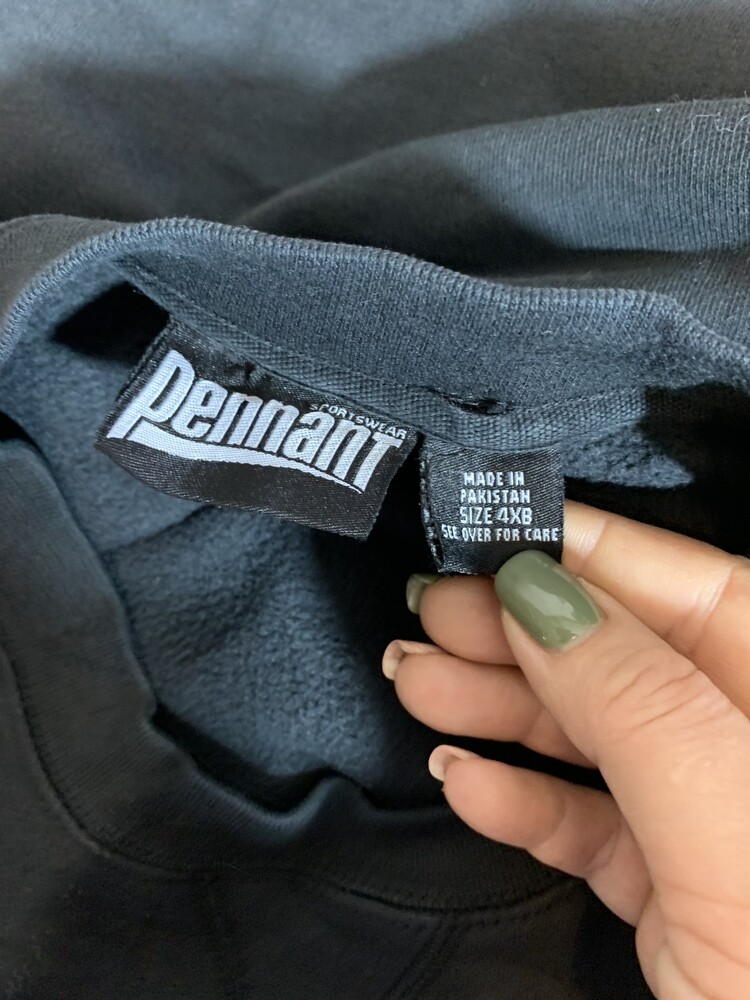 SPORTSWEAR
Pennant
MADE IN
PAKISTAN
SIZE 4XB
SEE OVER FOR CARE